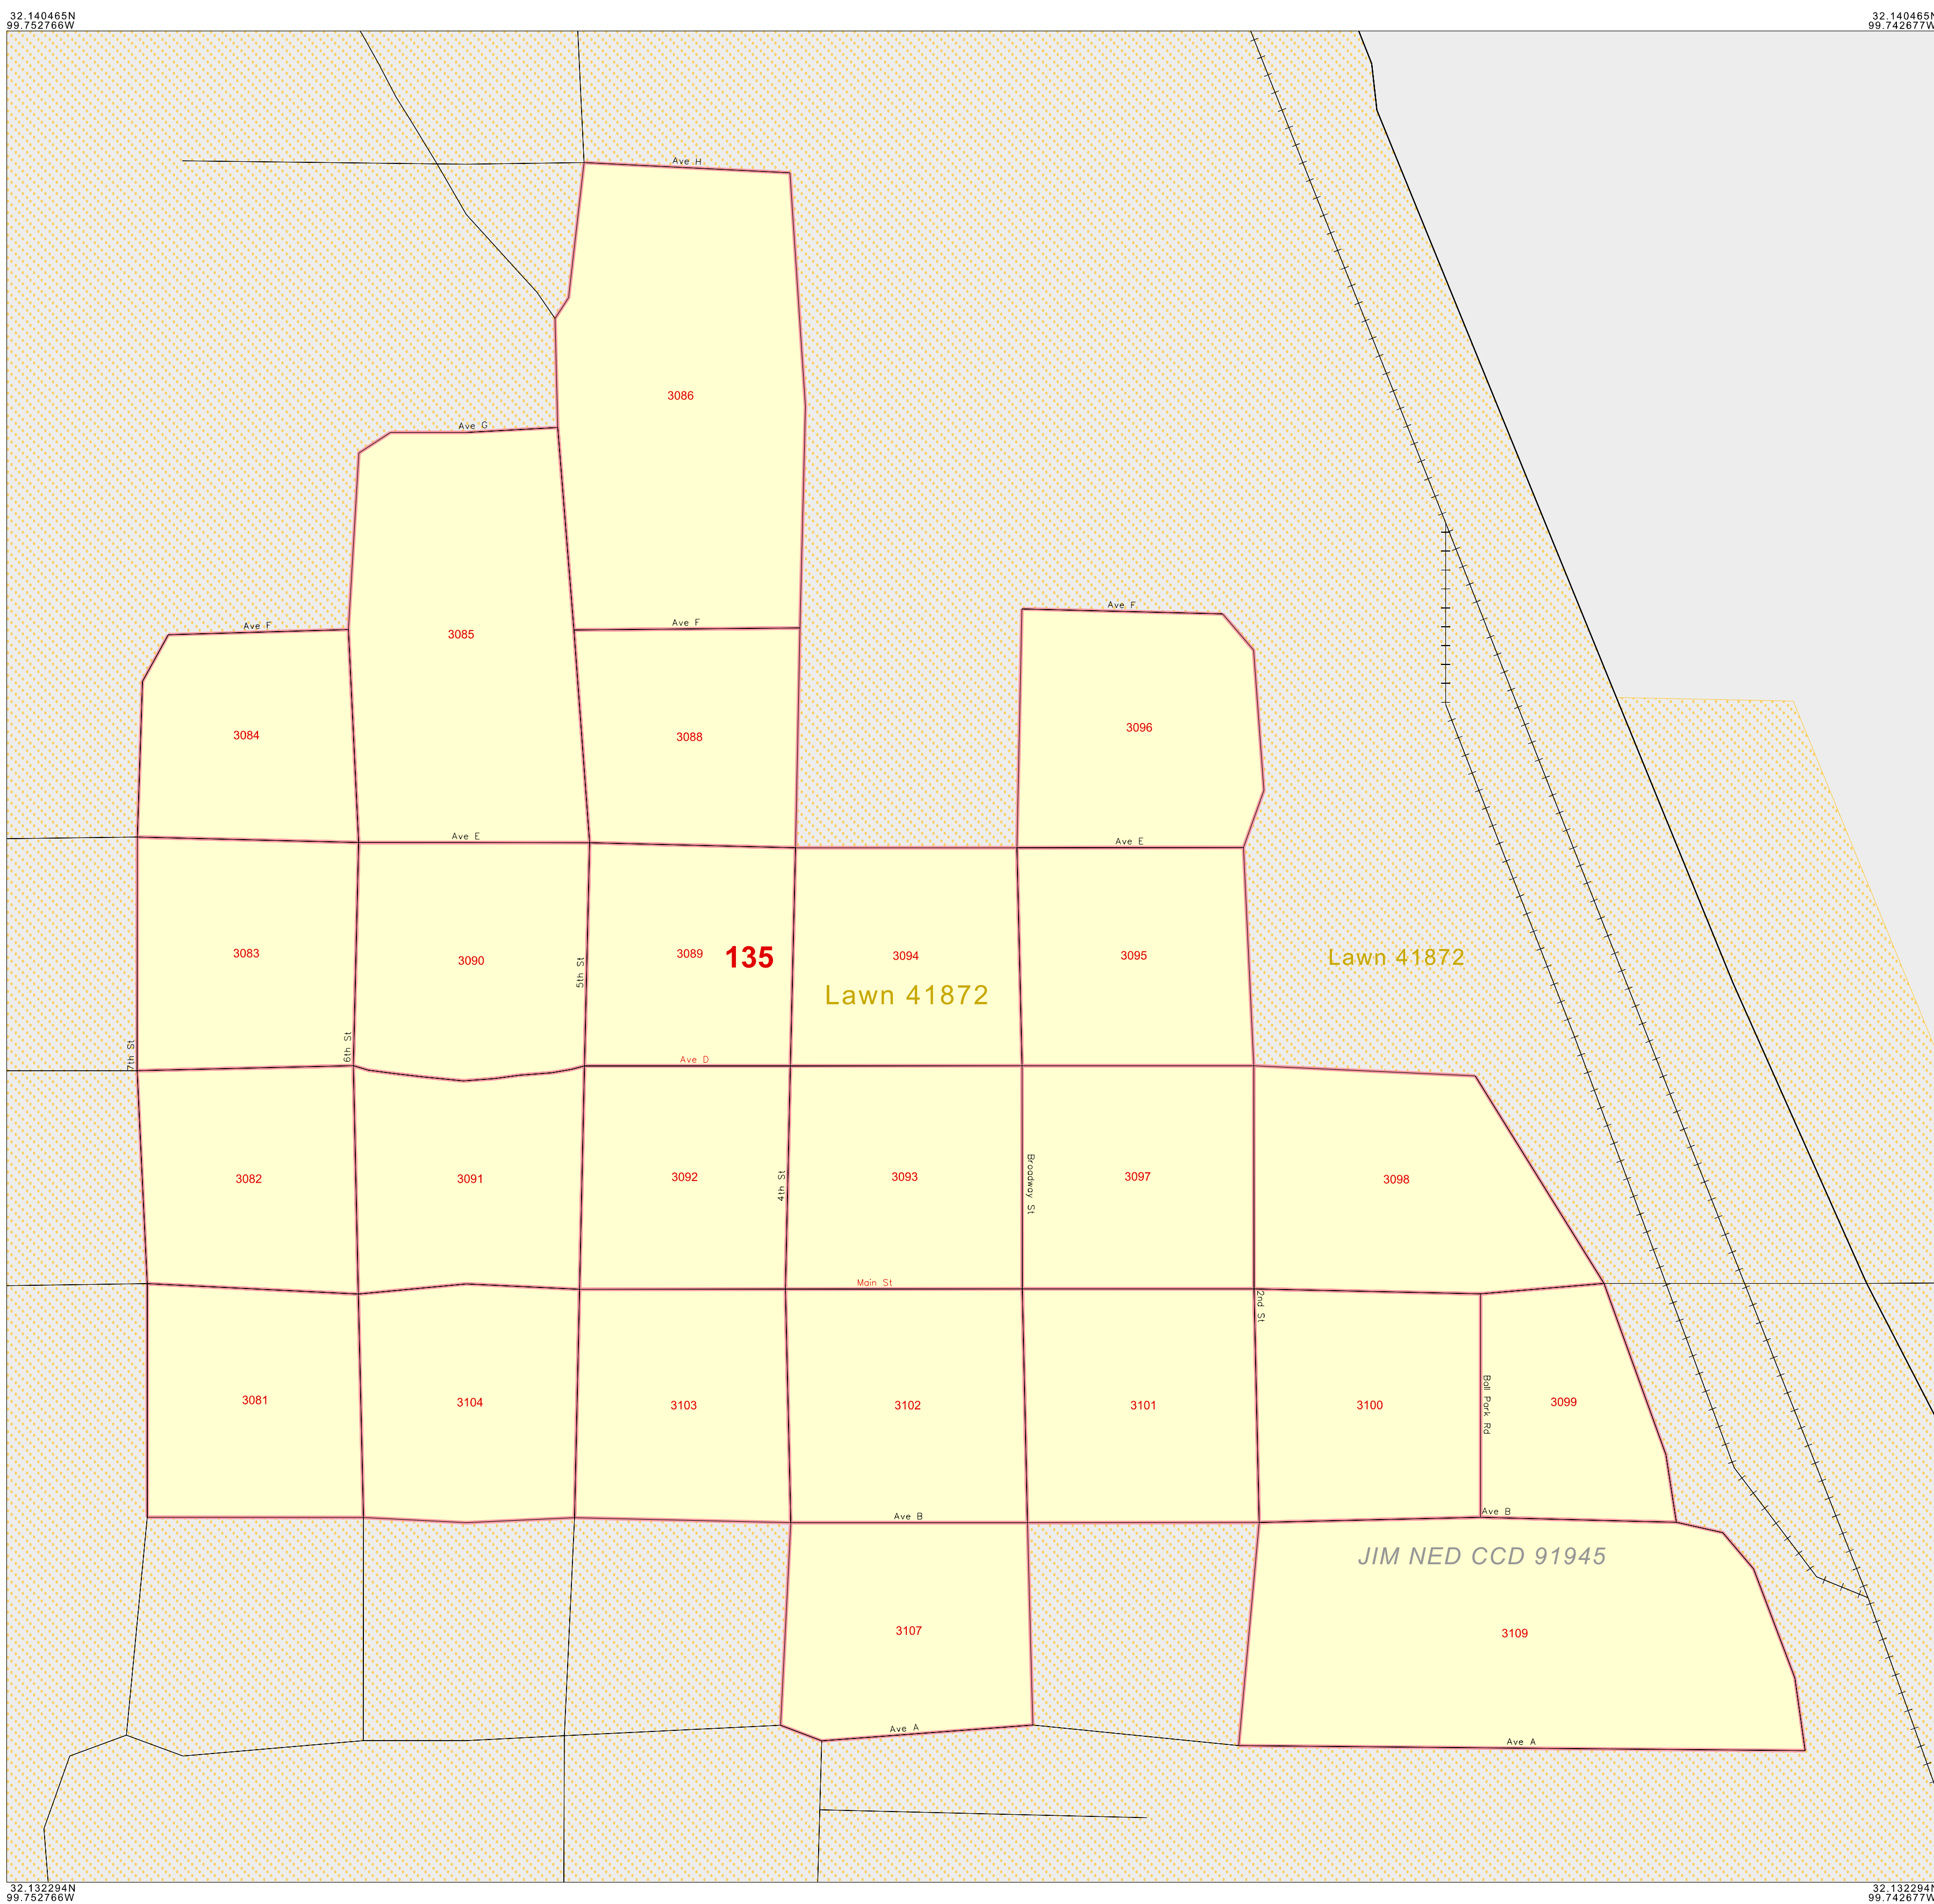 32.140465N
99.752766W
32.140465N
99.742677W
Ave H
3086
Ave G
Ave F
3085
Ave F
Ave F
3084
3088
3096
Ave E
Ave E
3083
3090
3089
135
3094
3095
Lawn 41872
Lawn 41872
5th St
7th St
6th St
Ave D
3082
3091
3092
4th St
3093
Broadway St
3097
3098
Main St
2nd St
3081
3104
3103
3102
3101
3100
Ball Park Rd
3099
Ave B
Ave B
JIM NED CCD 91945
3107
3109
Ave A
Ave A
32.132294N
99.752766W
32.132294N
99.742677W